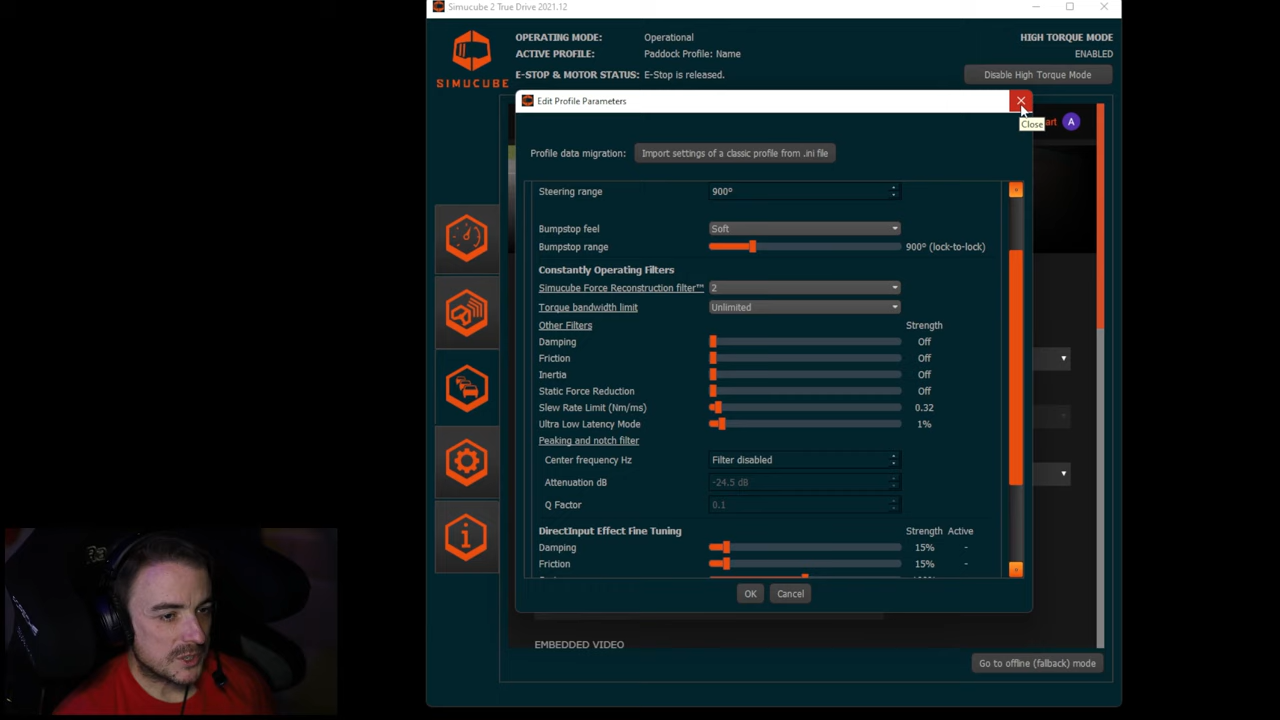 Simucube 2 True Drive 2021.12
OPERATING MODE: Operational
HIGH TORQUE MODE
ACTIVE PROFILE: Paddock Profile: Name
ENABLED
E-STOP & MOTOR STATUS: E-Stop is released.
Disable High Torque Mode
SIMUCUBE
Edit Profile Parameters
Close
art A
Profile data migration: Import settings of a classic profile from .ini file
Steering range 900°
Bumpstop feel Soft
Bumpstop range 900° (lock-to-lock)
Constantly Operating Filters
Simucube Force Reconstruction filter™ 2
Torque bandwidth limit Unlimited
Other Filters Strength
Damping Off
Friction Off
Inertia Off
Static Force Reduction Off
Slew Rate Limit (Nm/ms) 0.32
Ultra Low Latency Mode 1%
Peaking and notch filter
Center frequency Hz Filter disabled
Attenuation dB -24.5 dB
Q Factor 0.1
DirectInput Effect Fine Tuning Strength Active
Damping 15% -
Friction 15% -
OK Cancel
EMBEDDED VIDEO
Go to offline (fallback) mode